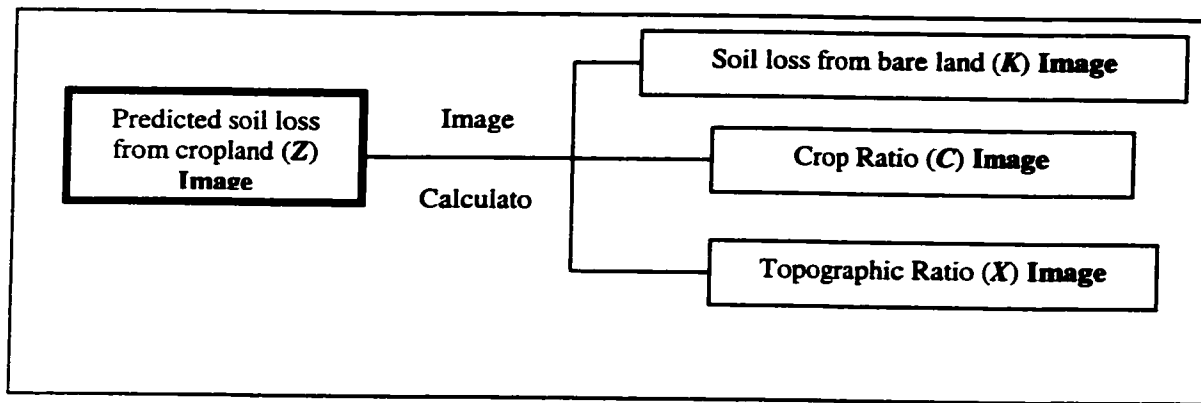 Soil loss from bare land (K) Image
Predicted soil loss
from cropland (Z)
Image
Image
Calculato
Crop Ratio (C) Image
Topographic Ratio (X) Image